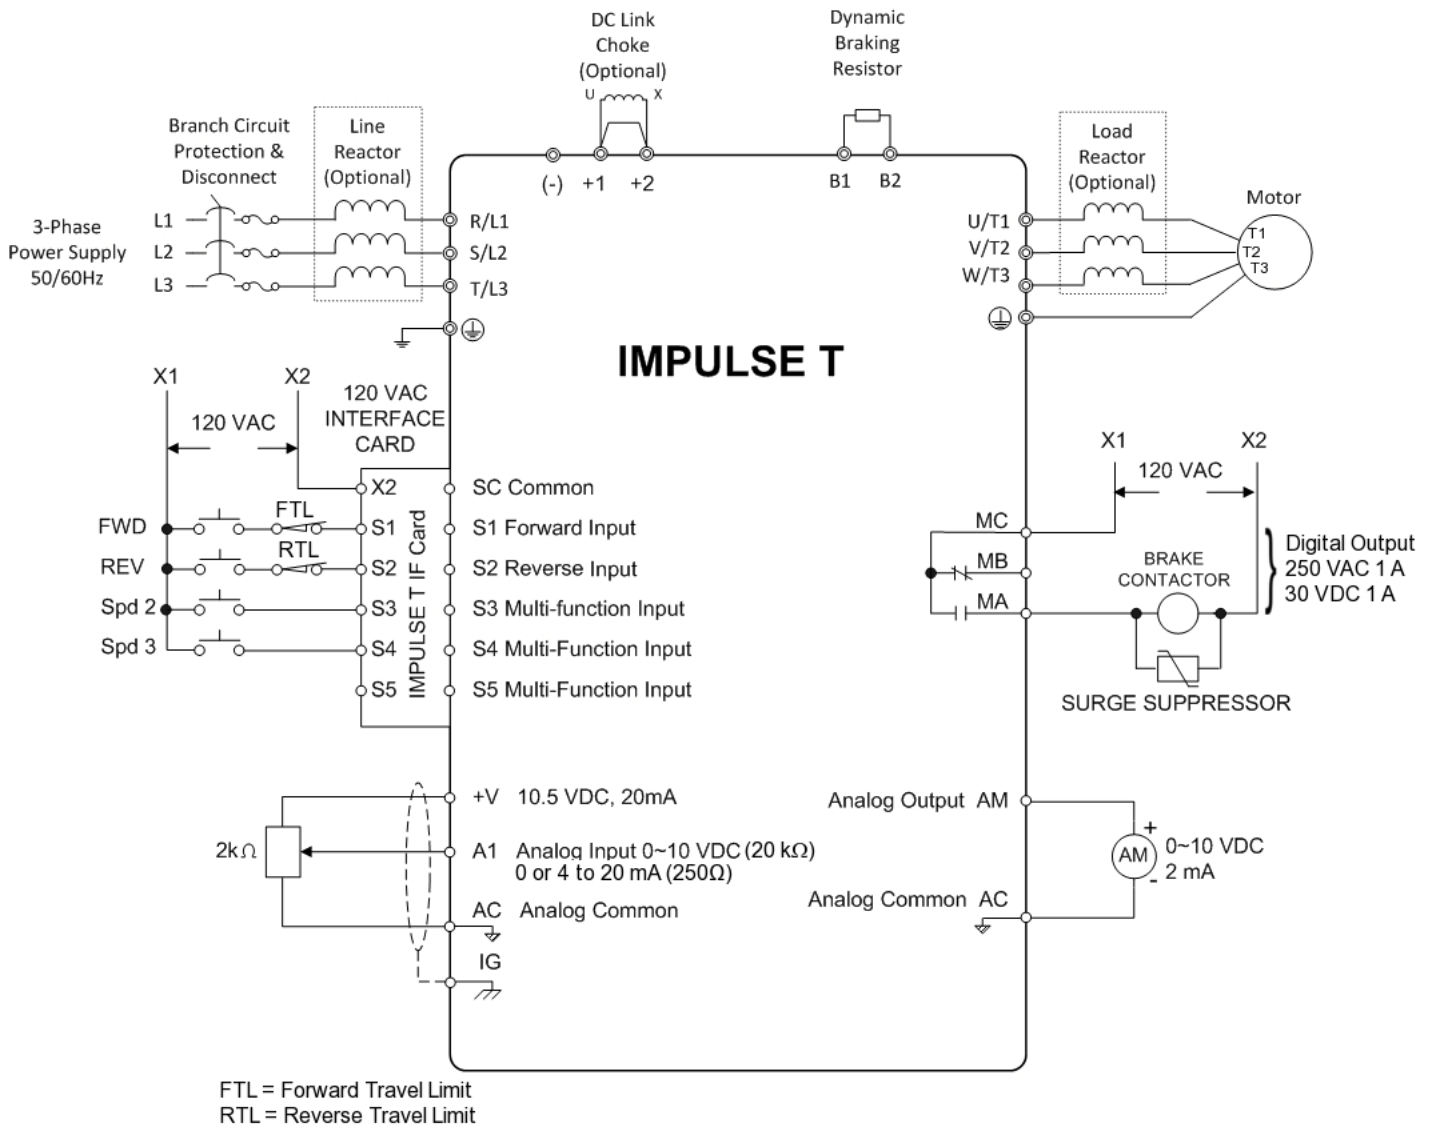 DC Link
Choke
(Optional)
U X
Dynamic
Braking
Resistor
Branch Circuit
Protection &
Disconnect
Line
Reactor
(Optional)
Load
Reactor
(Optional)
Motor
(-) +1 +2
B1 B2
3-Phase
Power Supply
50/60Hz
L1
L2
L3
R/L1
S/L2
T/L3
U/T1
V/T2
W/T3
T1
T2
T3
IMPULSE T
X1 X2
120 VAC
120 VAC
INTERFACE
CARD
X2
FWD FTL S1
REV RTL S2
Spd 2 S3
Spd 3 S4
S5
IMPULSE T IF Card
SC Common
S1 Forward Input
S2 Reverse Input
S3 Multi-function Input
S4 Multi-Function Input
S5 Multi-Function Input
X1 X2
120 VAC
MC
MB
MA
BRAKE
CONTACTOR
Digital Output
250 VAC 1 A
30 VDC 1 A
SURGE SUPPRESSOR
2kΩ
+V 10.5 VDC, 20mA
A1 Analog Input 0~10 VDC (20 kΩ)
0 or 4 to 20 mA (250Ω)
AC Analog Common
IG
Analog Output AM
Analog Common AC
+
AM
-
0~10 VDC
2 mA
FTL = Forward Travel Limit
RTL = Reverse Travel Limit